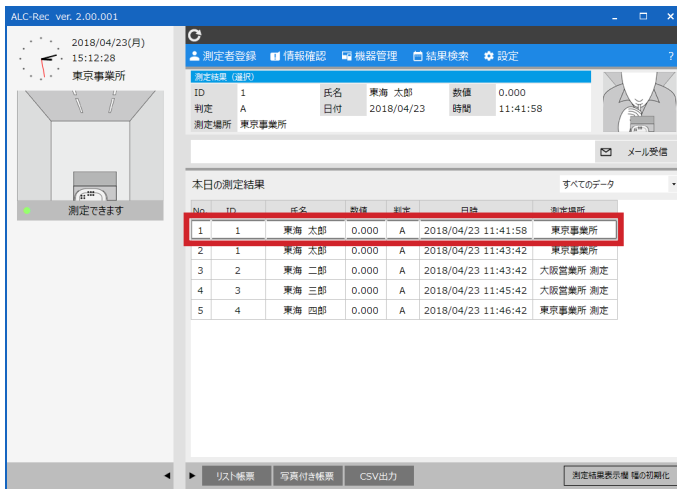 ALC-Rec ver. 2.00.001
2018/04/23(月)
15:12:28
東京事業所
測定できます
測定者登録 情報確認 機器管理 結果検索 設定 ?
測定結果（選択）
ID 1 氏名 東海 太郎 数値 0.000
判定 A 日付 2018/04/23 時間 11:41:58
測定場所 東京事業所
メール受信
本日の測定結果 すべてのデータ
No. ID 氏名 数値 判定 日時 測定場所
1 1 東海 太郎 0.000 A 2018/04/23 11:41:58 東京事業所
2 1 東海 太郎 0.000 A 2018/04/23 11:43:42 東京事業所
3 2 東海 二郎 0.000 A 2018/04/23 11:43:42 大阪営業所 測定
4 3 東海 三郎 0.000 A 2018/04/23 11:45:42 大阪営業所 測定
5 4 東海 四郎 0.000 A 2018/04/23 11:46:42 東京事業所 測定
リスト帳票 写真付き帳票 CSV出力 測定結果表示欄 幅の初期化